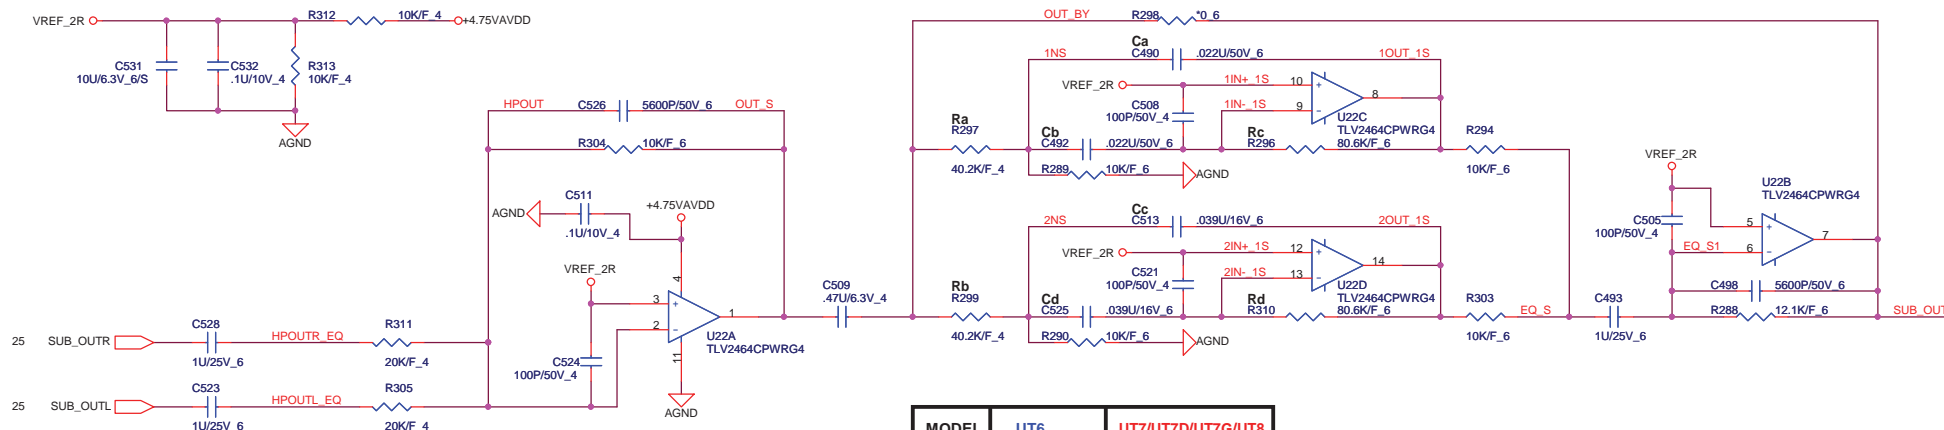 VREF_2R
R312
10K/F_4
+4.75VAVDD
C531
10U/6.3V_6/S
C532
.1U/10V_4
R313
10K/F_4
AGND
HPOUT
C526
5600P/50V_6
OUT_S
R304
10K/F_6
C511
AGND
.1U/10V_4
+4.75VAVDD
VREF_2R
4
3
+
2
-
1
11
U22A
TLV2464CPWRG4
C524
100P/50V_4
AGND
25
SUB_OUTR
C528
1U/25V_6
HPOUTR_EQ
R311
20K/F_4
25
SUB_OUTL
C523
1U/25V_6
HPOUTL_EQ
R305
20K/F_4
C509
.47U/6.3V_4
OUT_BY
R298
*0_6
Ca
1NS
C490
.022U/50V_6
1OUT_1S
VREF_2R
1IN+_1S
10
+
C508
100P/50V_4
1IN-_1S
9
-
8
U22C
TLV2464CPWRG4
Ra
R297
40.2K/F_4
Cb
C492
.022U/50V_6
Rc
R296
80.6K/F_6
R294
10K/F_6
R289
10K/F_6
AGND
Cc
2NS
C513
.039U/16V_6
2OUT_1S
VREF_2R
2IN+_1S
12
+
C521
100P/50V_4
2IN-_1S
13
-
14
U22D
TLV2464CPWRG4
Rb
R299
40.2K/F_4
Cd
C525
.039U/16V_6
Rd
R310
80.6K/F_6
R303
10K/F_6
EQ_S
R290
10K/F_6
AGND
C493
1U/25V_6
VREF_2R
U22B
TLV2464CPWRG4
C505
100P/50V_4
5
+
EQ_S1
6
-
7
C498
5600P/50V_6
R288
12.1K/F_6
SUB_OUT
MODEL
UT6
UT7/UT7D/UT7G/UT8